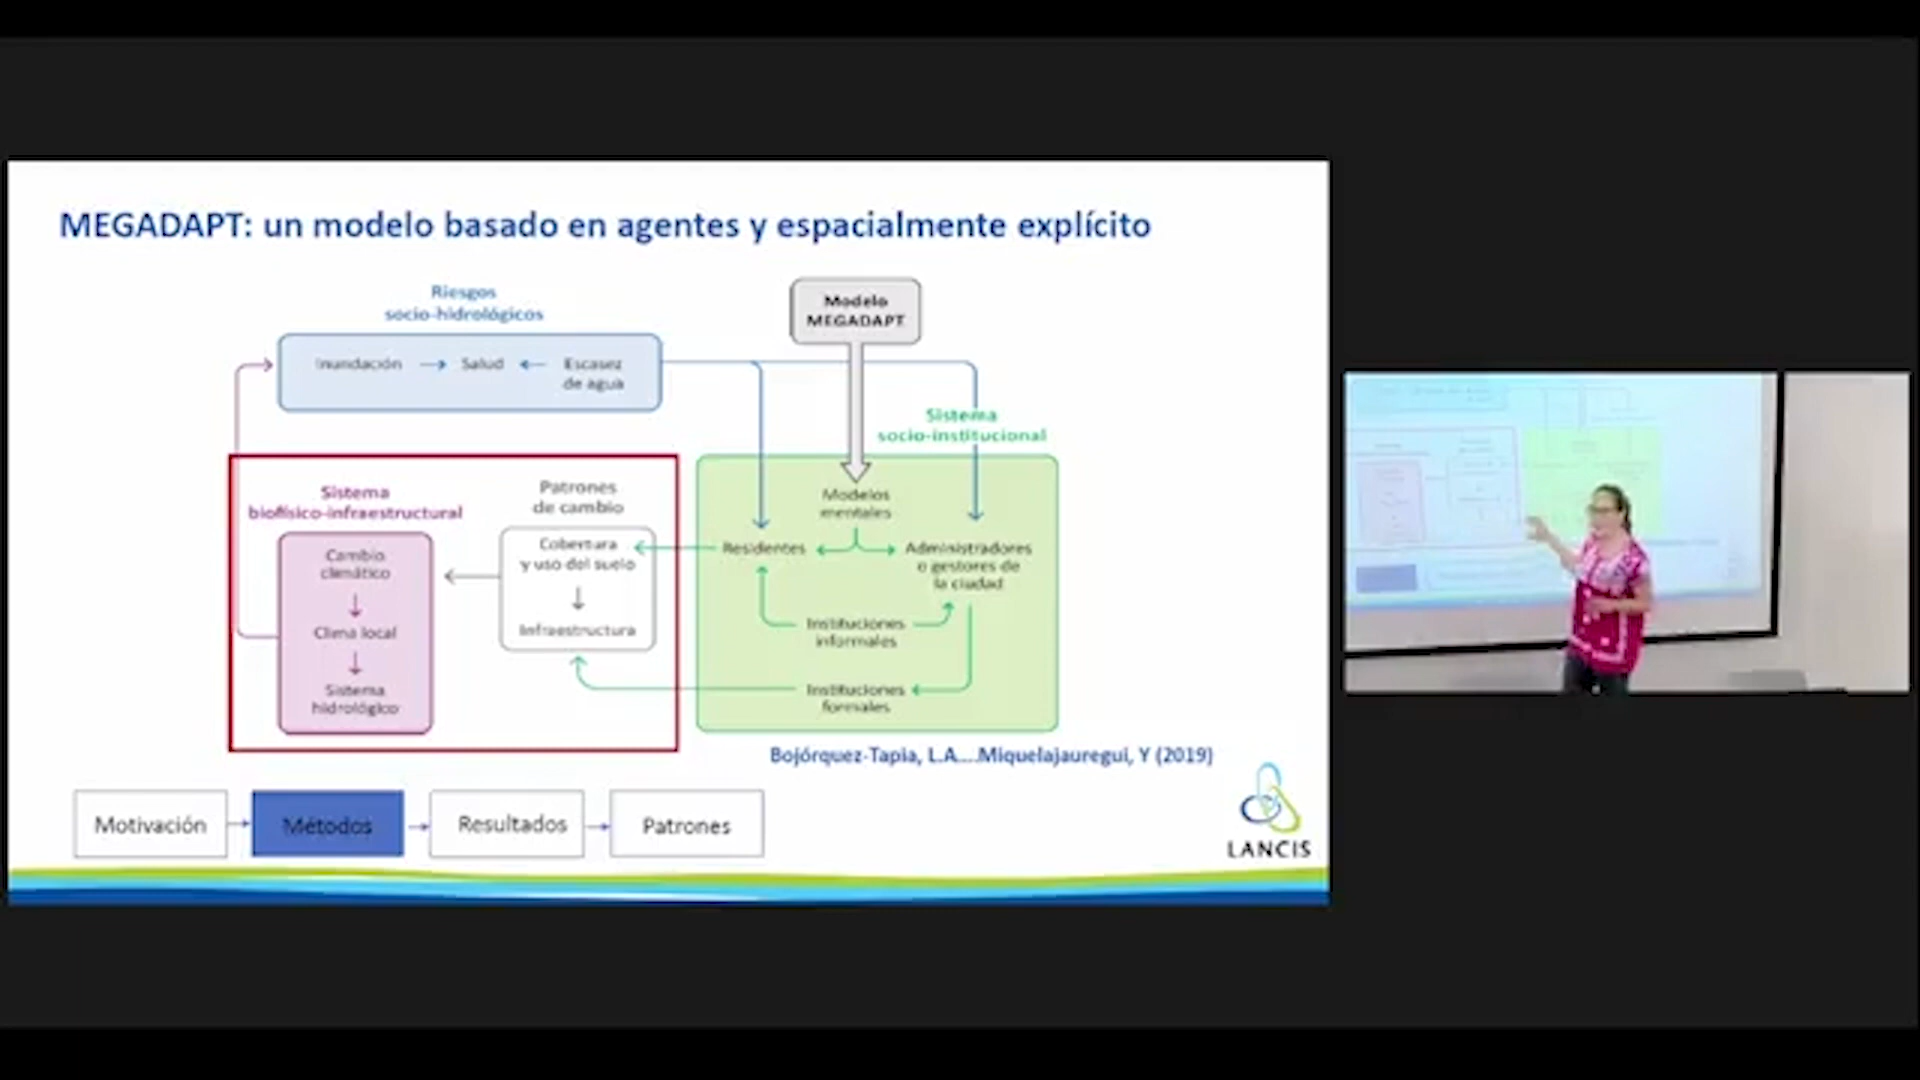 MEGADAPT: un modelo basado en agentes y espacialmente explícito
Riesgos
socio-hidrológicos
Inundación
Salud
Escasez
de agua
Modelo
MEGADAPT
Sistema
socio-institucional
Sistema
biofísico-infraestructural
Cambio
climático
Clima local
Sistema
hidrológico
Patrones
de cambio
Cobertura
y uso del suelo
Infraestructura
Modelos
mentales
Residentes
Administradores
o gestores de
la ciudad
Instituciones
informales
Instituciones
formales
Bojórquez-Tapia, L.A....Miquelajauregui, Y (2019)
Motivación
Métodos
Resultados
Patrones
LANCIS